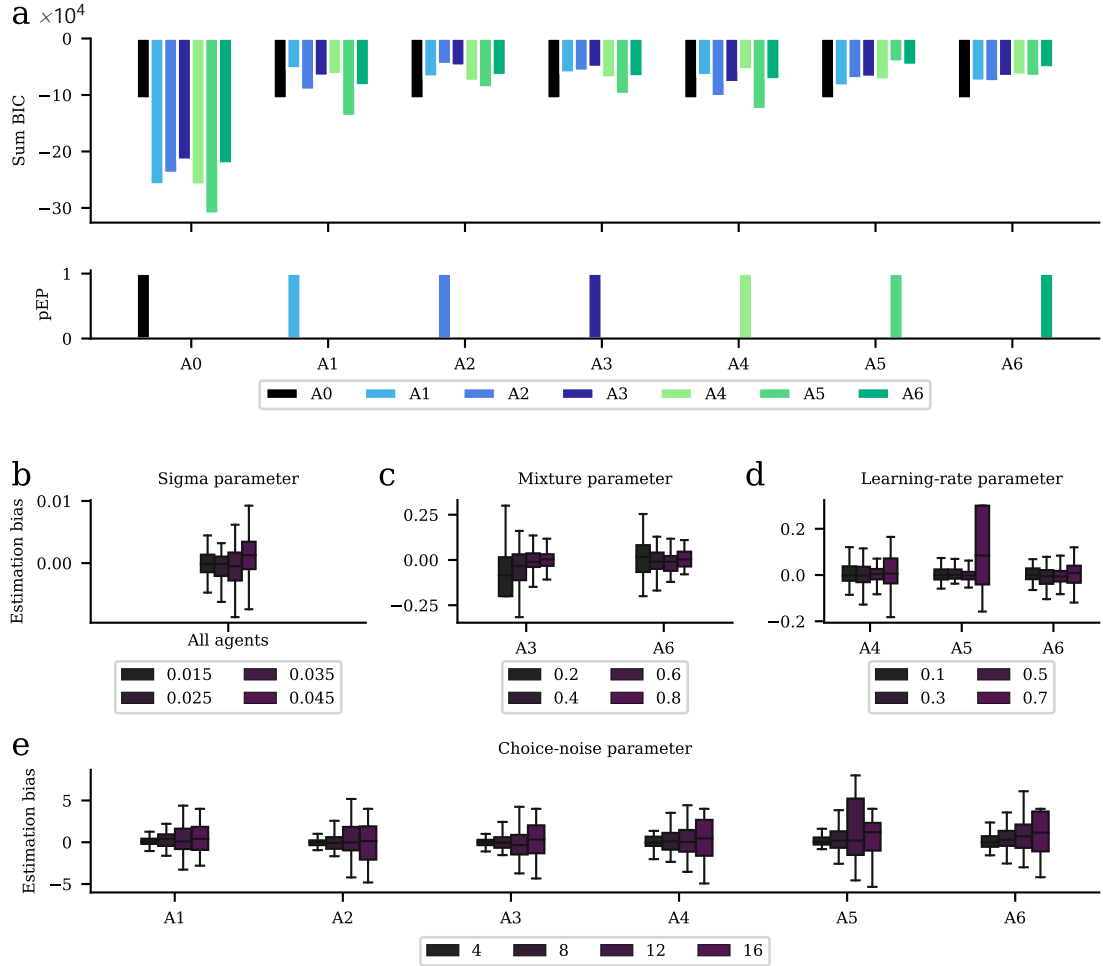 a
×10⁴
0
−10
−20
−30
Sum BIC
1
0
pEP
A0 A1 A2 A3 A4 A5 A6
A0 A1 A2 A3 A4 A5 A6
b
Sigma parameter
Estimation bias
0.01
0.00
All agents
0.015 0.035
0.025 0.045
c
Mixture parameter
0.25
0.00
−0.25
A3 A6
0.2 0.6
0.4 0.8
d
Learning-rate parameter
0.2
0.0
−0.2
A4 A5 A6
0.1 0.5
0.3 0.7
e
Choice-noise parameter
Estimation bias
5
0
−5
A1 A2 A3 A4 A5 A6
4 8 12 16